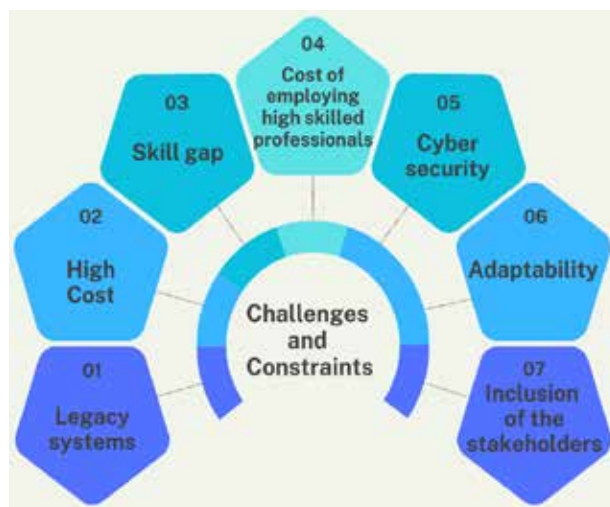 01
Legacy
systems
02
High
Cost
03
Skill gap
04
Cost of
employing
high skilled
professionals
05
Cyber
security
06
Adaptability
07
Inclusion
of the
stakeholders
Challenges
and
Constraints